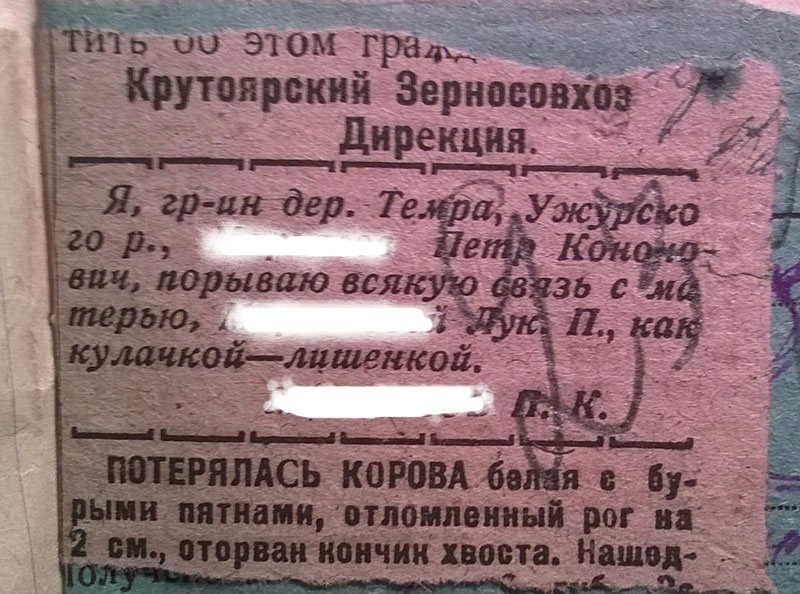 тить об этом
Крутоярский Зерносовхоз
Дирекция.
Я, гр-ин дер. Темра, Ужурско
го р., Петр Кононо-
вич, порываю всякую связь с ма
терью, Лук. П., как
кулачкой—лишенкой.
П. К.
ПОТЕРЯЛАСЬ КОРОВА белая с бу-
рыми пятнами, отломленный рог на
2 см., оторван кончик хвоста. Нашед-